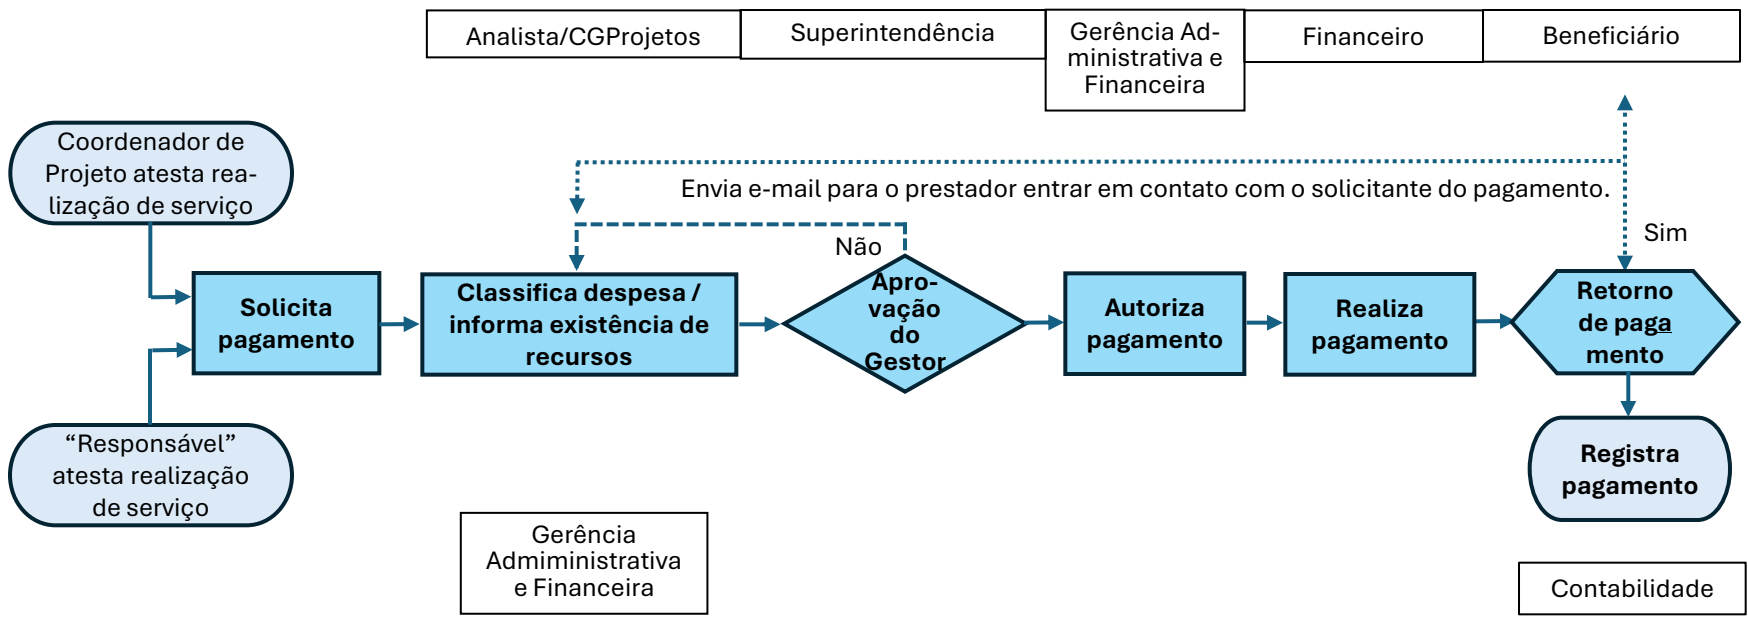 Analista/CGProjetos
Superintendência
Gerência Ad-
ministrativa e
Financeira
Financeiro
Beneficiário
Coordenador de
Projeto atesta rea-
lização de serviço
Envia e-mail para o prestador entrar em contato com o solicitante do pagamento.
Não
Sim
Solicita
pagamento
Classifica despesa /
informa existência de
recursos
Apro-
vação
do
Gestor
Autoriza
pagamento
Realiza
pagamento
Retorno
de paga
mento
“Responsável”
atesta realização
de serviço
Registra
pagamento
Gerência
Admiministrativa
e Financeira
Contabilidade